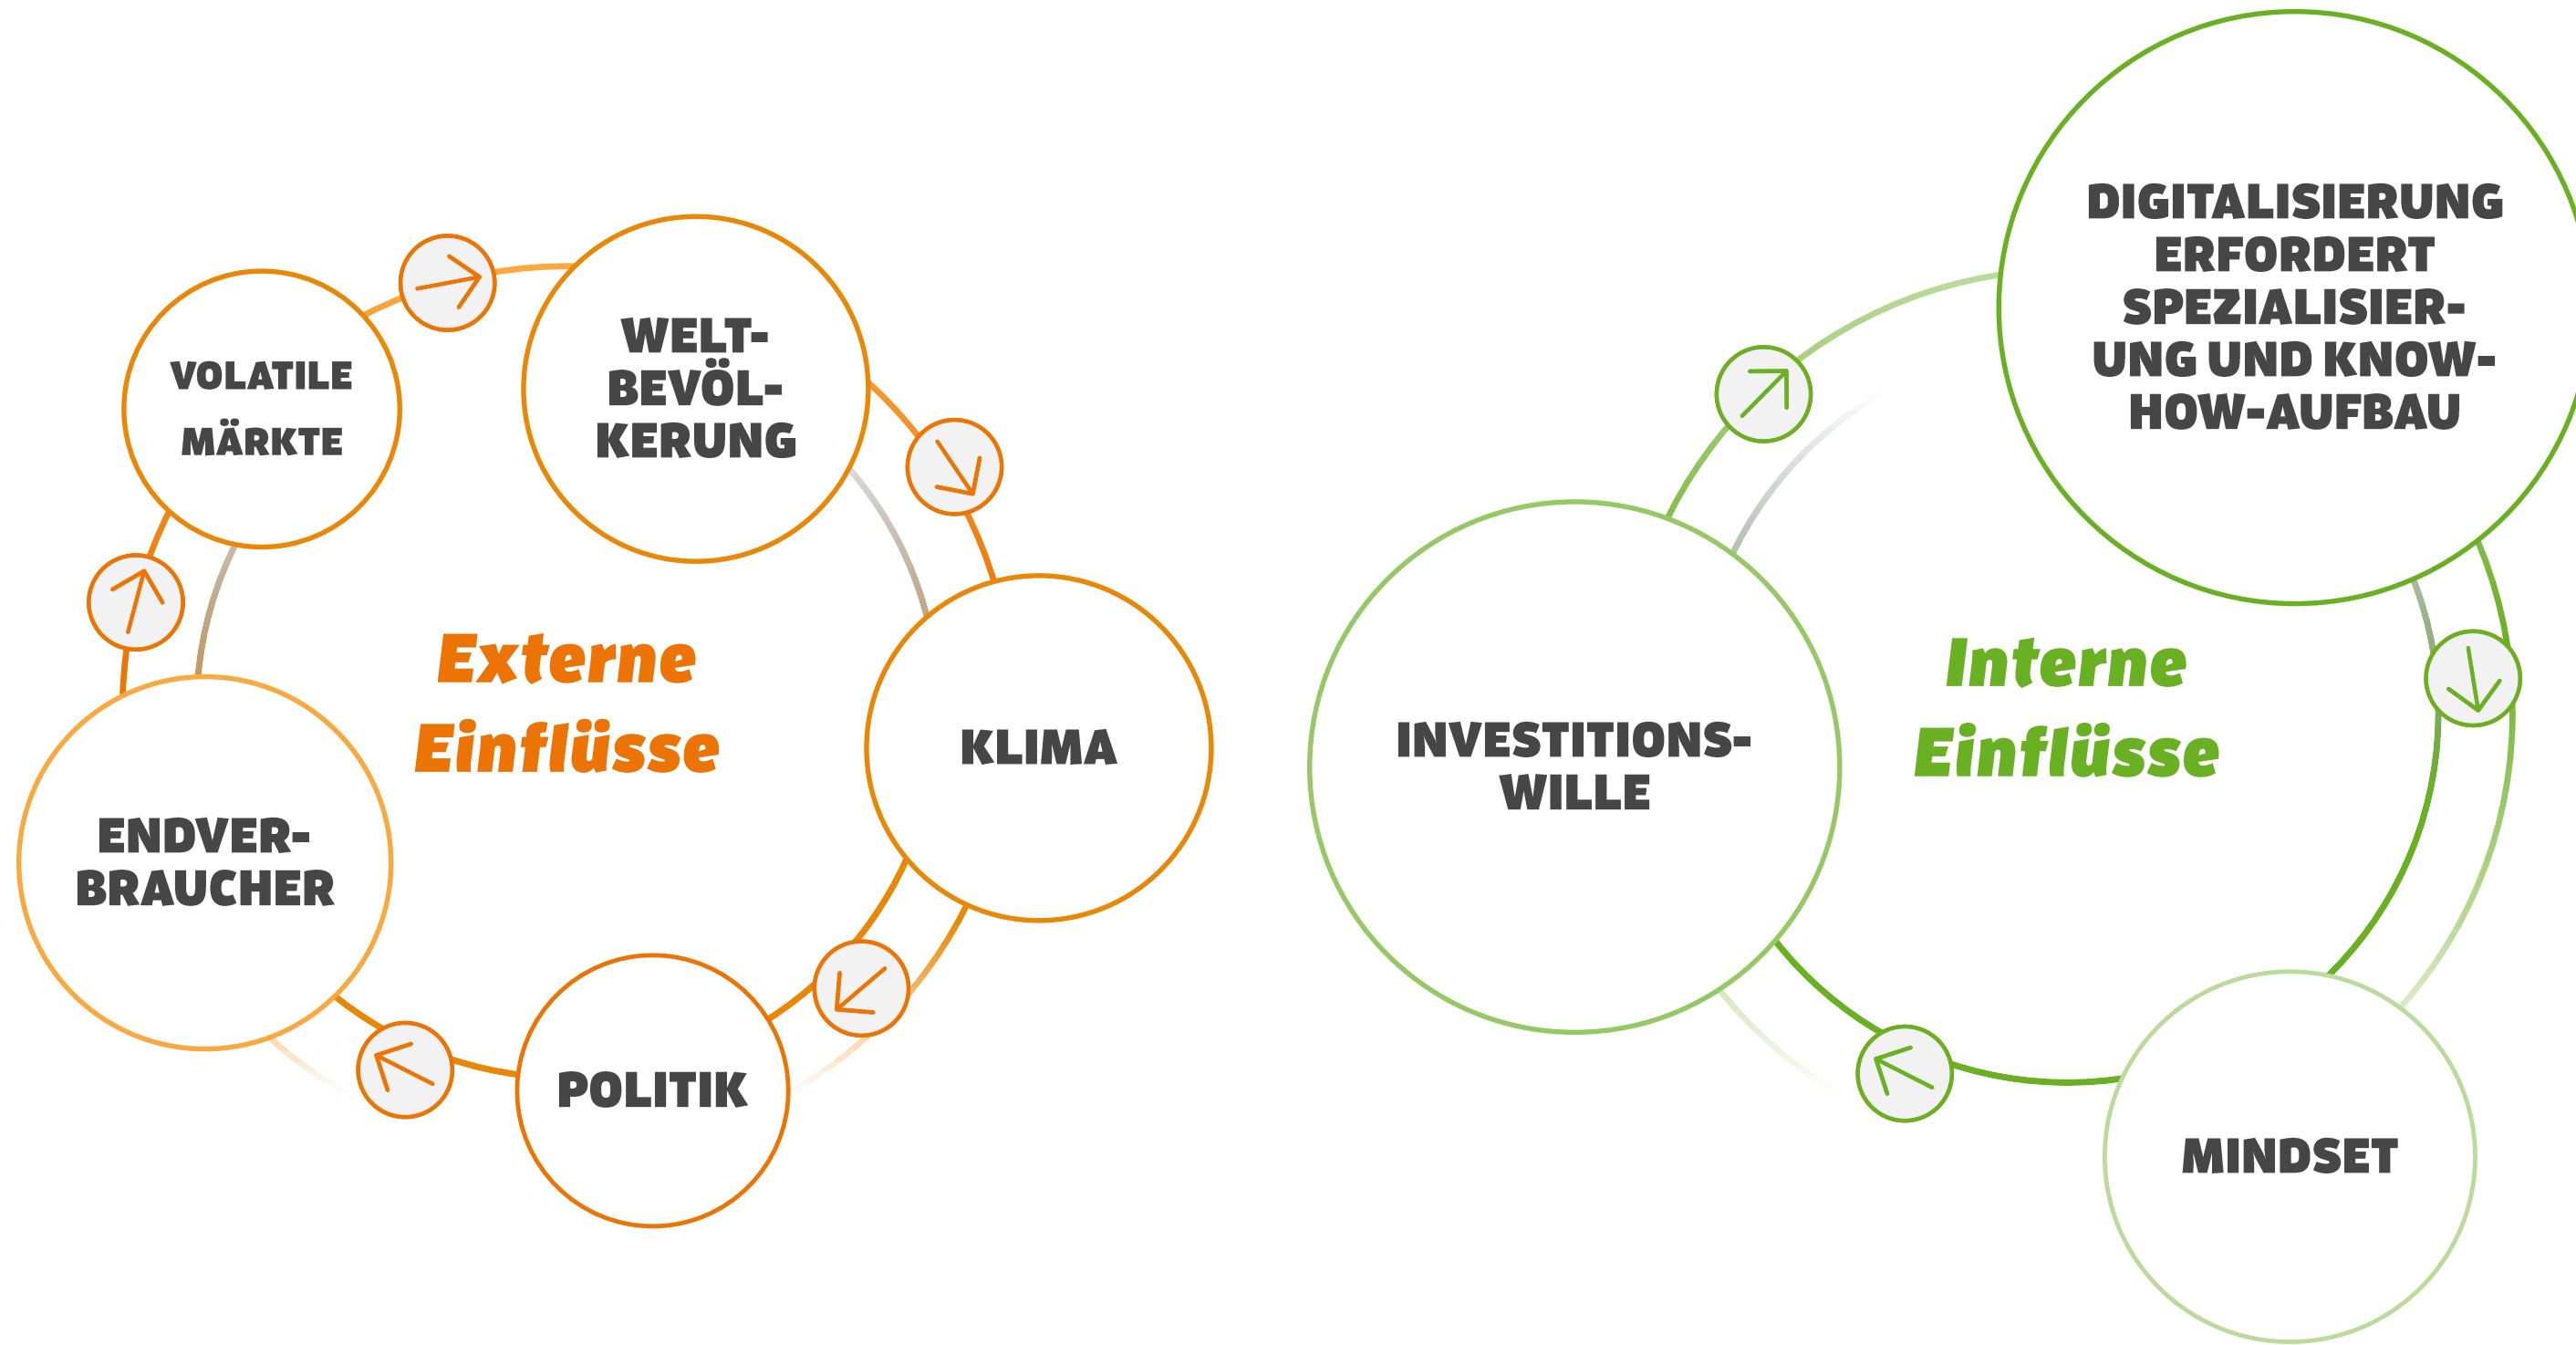 VOLATILE
MÄRKTE
WELT-
BEVÖL-
KERUNG
Externe
Einflüsse
KLIMA
ENDVER-
BRAUCHER
POLITIK
DIGITALISIERUNG
ERFORDERT
SPEZIALISIER-
UNG UND KNOW-
HOW-AUFBAU
Interne
Einflüsse
INVESTITIONS-
WILLE
MINDSET